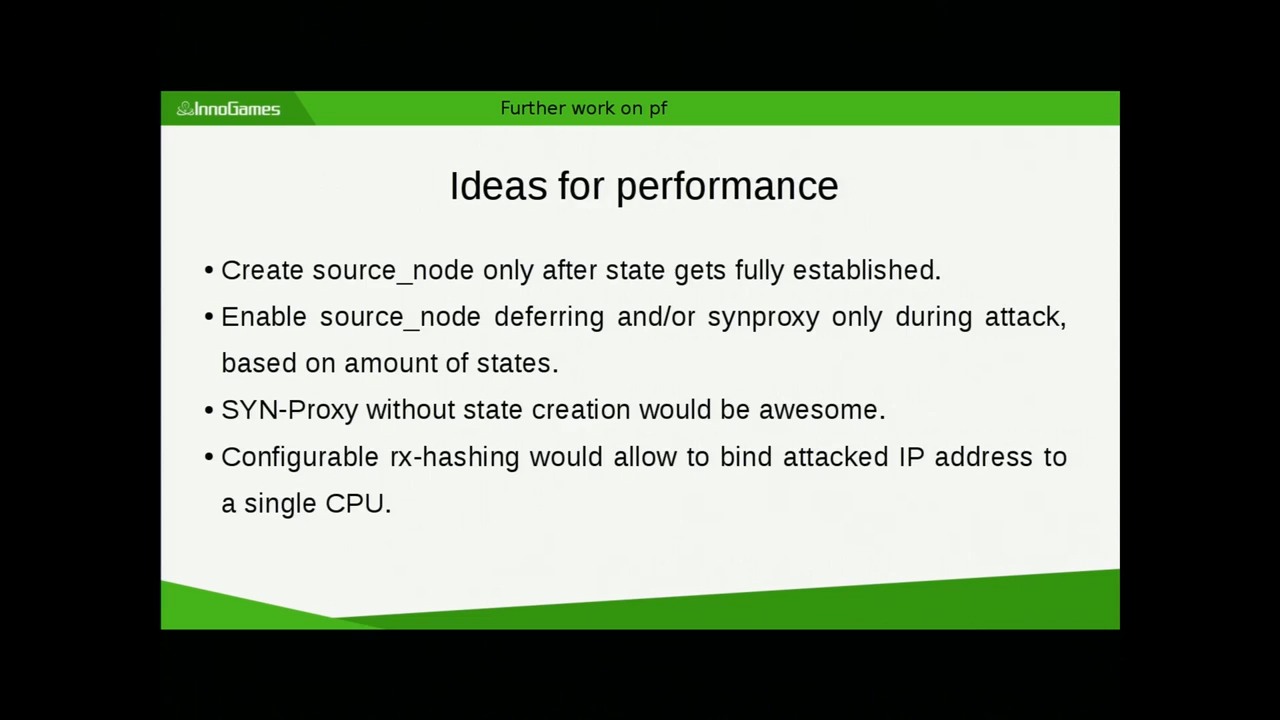 InnoGames
Further work on pf
Ideas for performance
• Create source_node only after state gets fully established.
• Enable source_node deferring and/or synproxy only during attack,
based on amount of states.
• SYN-Proxy without state creation would be awesome.
• Configurable rx-hashing would allow to bind attacked IP address to
a single CPU.